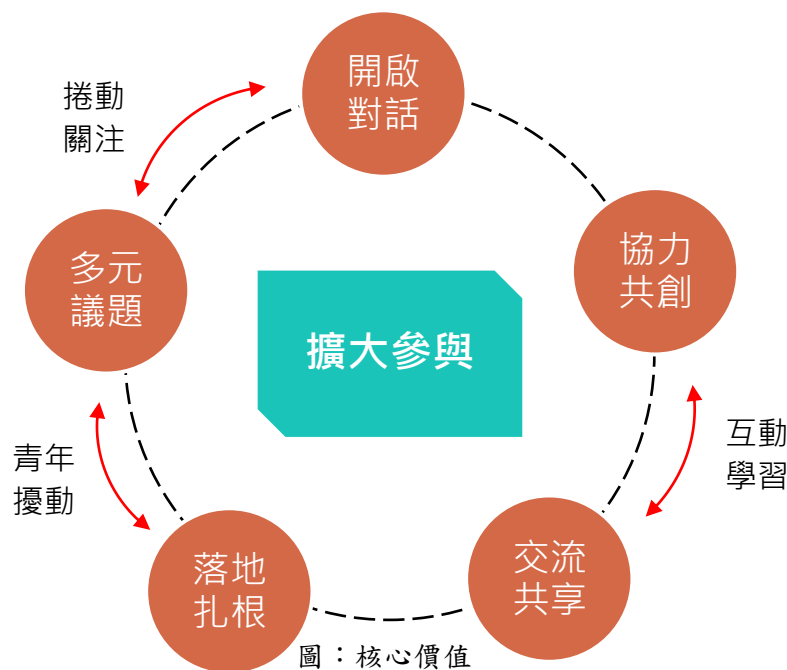 開啟
對話
捲動
關注
多元
議題
協力
共創
擴大參與
青年
擾動
互動
學習
落地
扎根
交流
共享
圖：核心價值